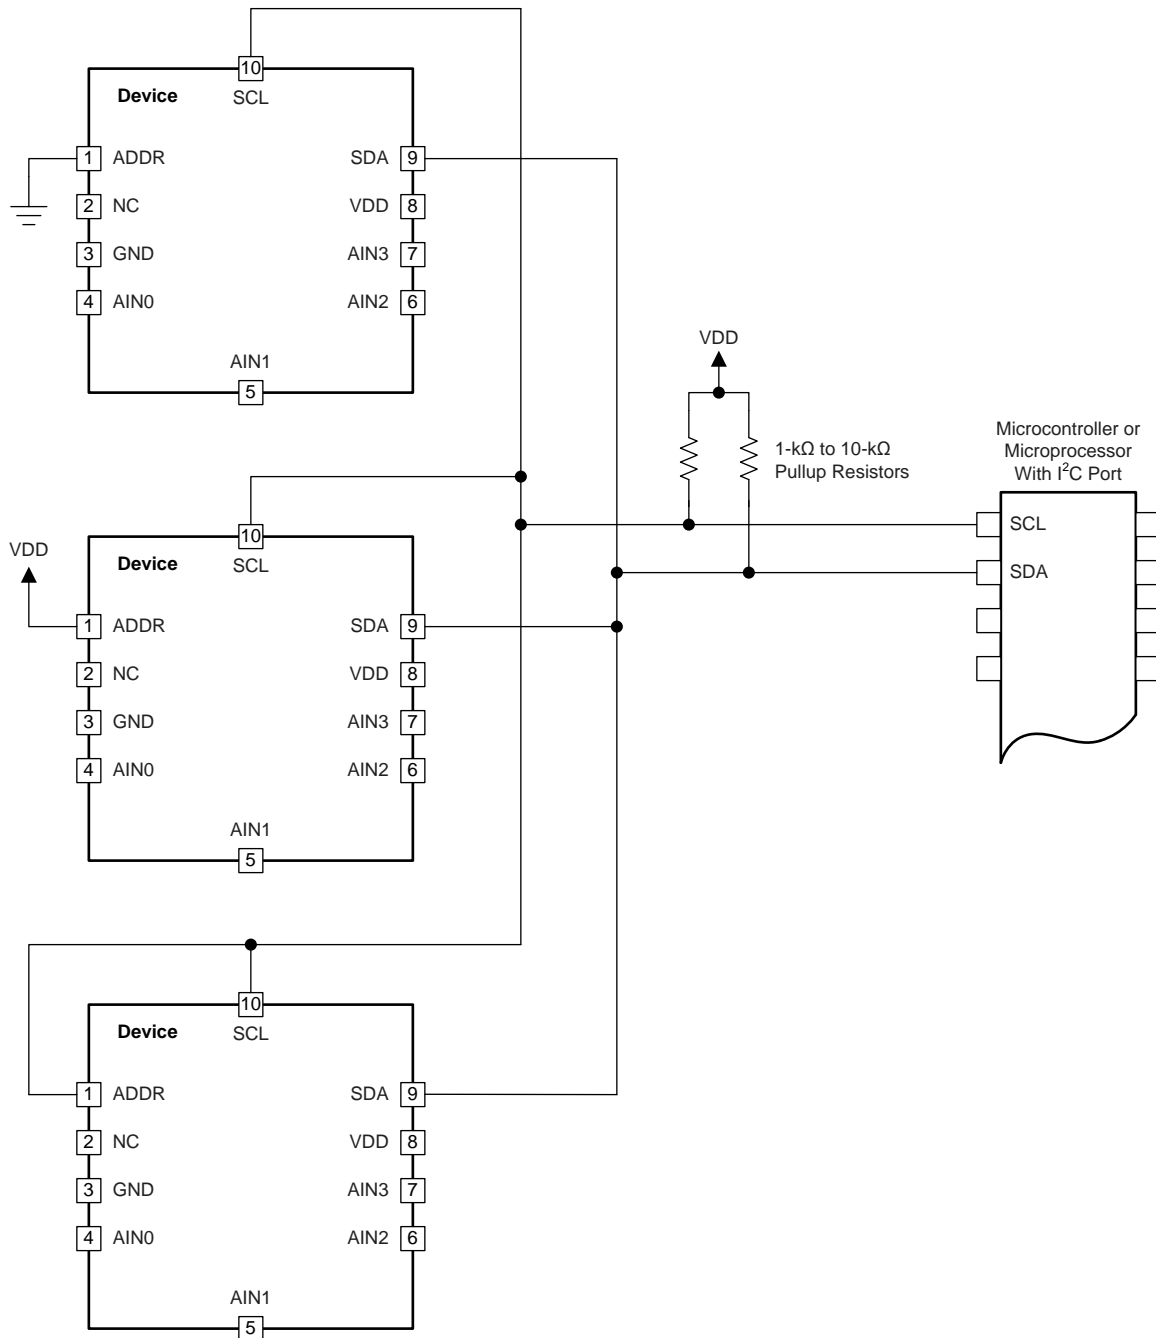 10
Device
SCL
1 ADDR
SDA 9
2 NC
VDD 8
3 GND
AIN3 7
4 AIN0
AIN2 6
AIN1
5
VDD
1-kΩ to 10-kΩ
Pullup Resistors
Microcontroller or
Microprocessor
With I²C Port
SCL
SDA
VDD
10
Device
SCL
1 ADDR
SDA 9
2 NC
VDD 8
3 GND
AIN3 7
4 AIN0
AIN2 6
AIN1
5
10
Device
SCL
1 ADDR
SDA 9
2 NC
VDD 8
3 GND
AIN3 7
4 AIN0
AIN2 6
AIN1
5